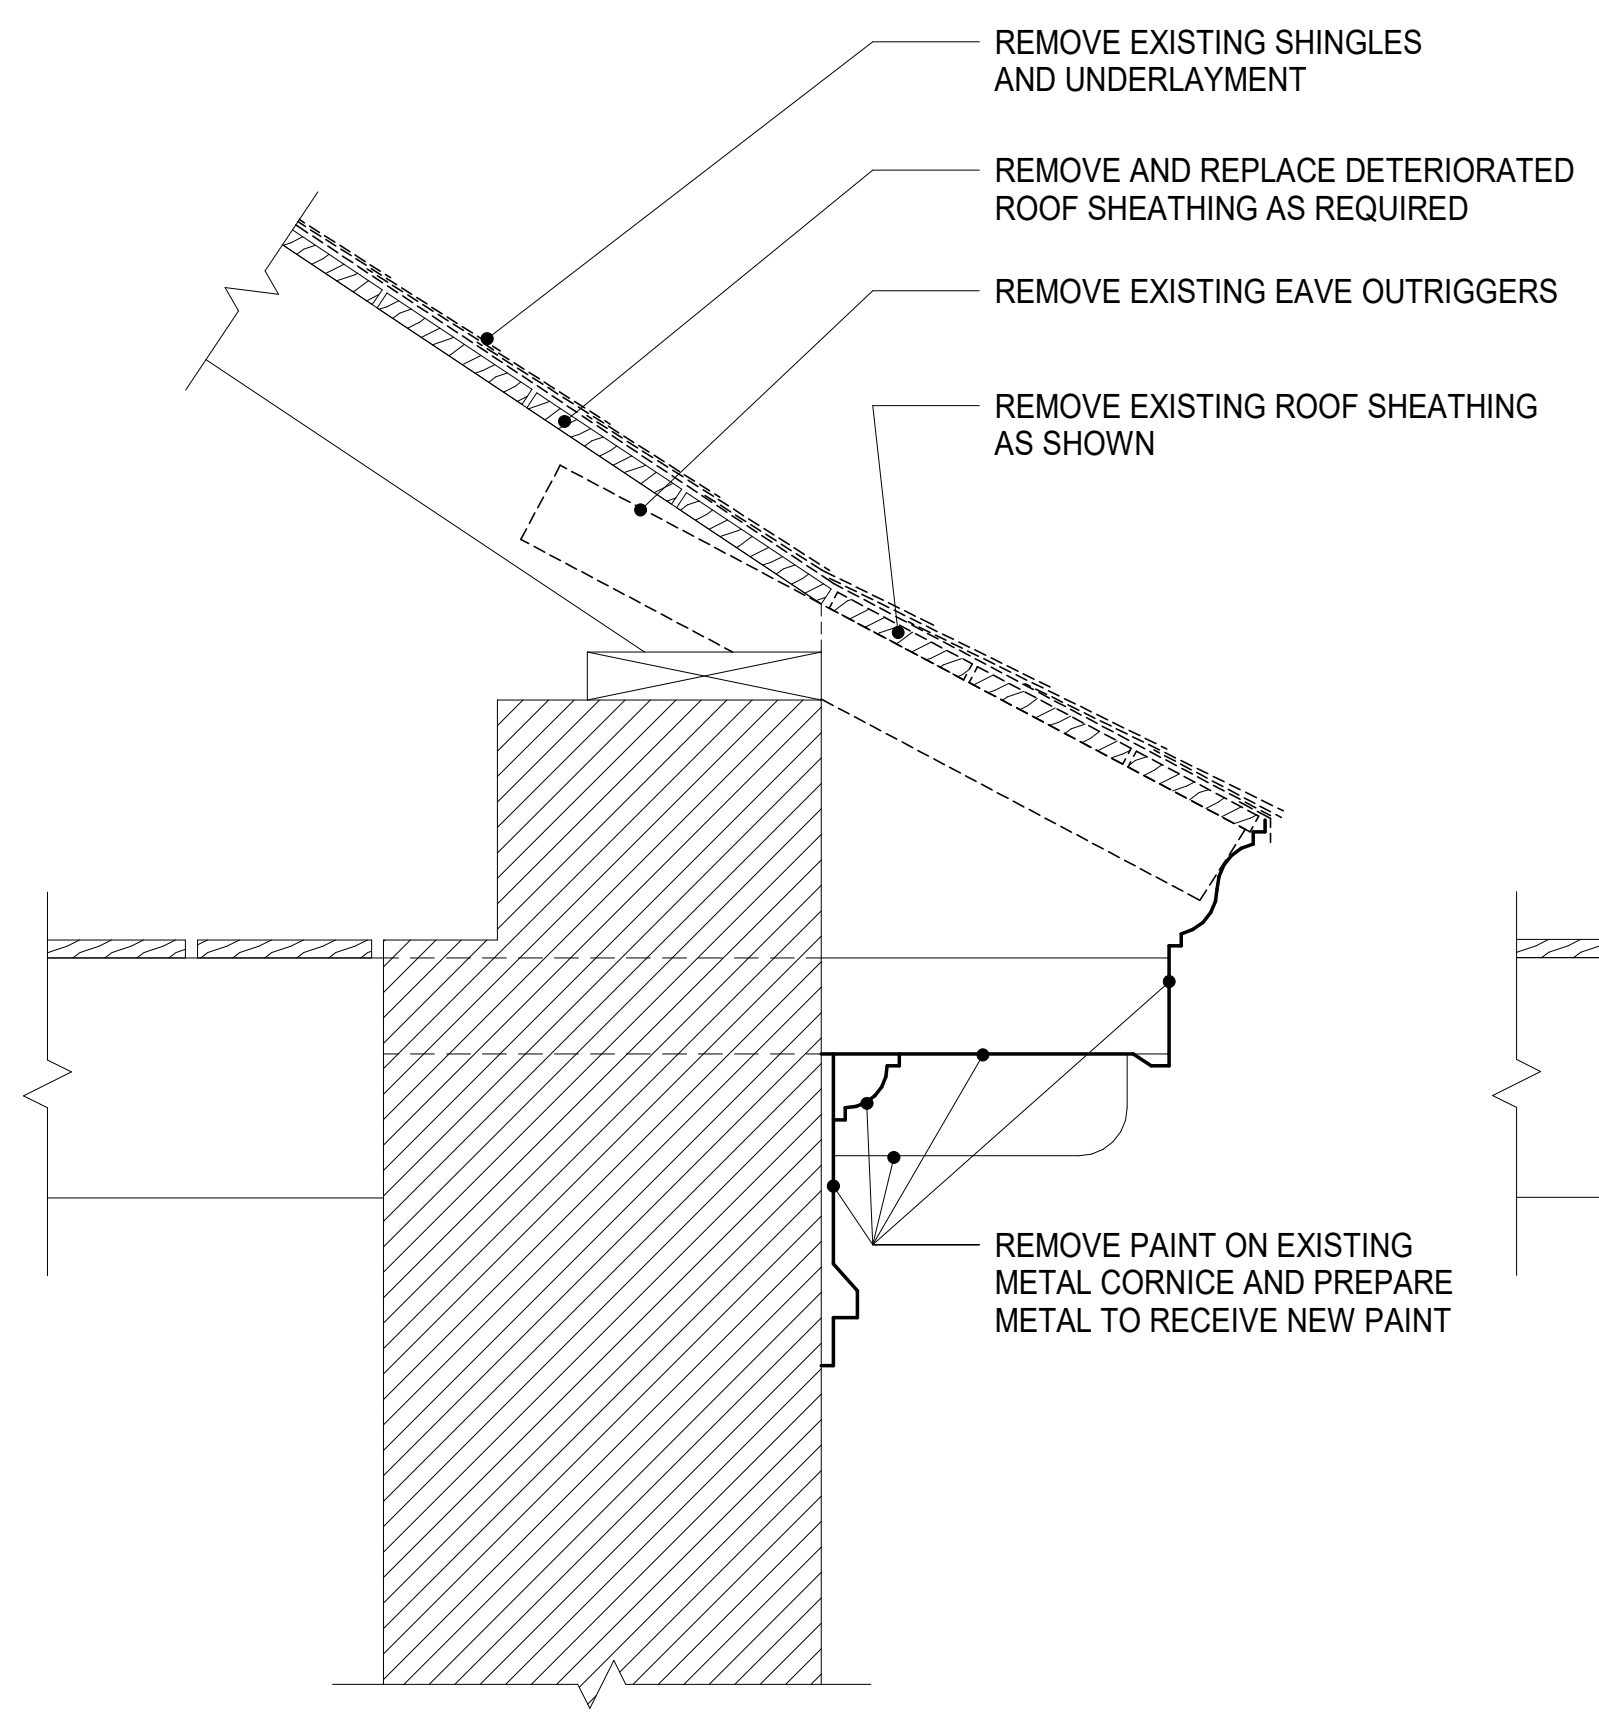 REMOVE EXISTING SHINGLES
AND UNDERLAYMENT
REMOVE AND REPLACE DETERIORATED
ROOF SHEATHING AS REQUIRED
REMOVE EXISTING EAVE OUTRIGGERS
REMOVE EXISTING ROOF SHEATHING
AS SHOWN
REMOVE PAINT ON EXISTING
METAL CORNICE AND PREPARE
METAL TO RECEIVE NEW PAINT